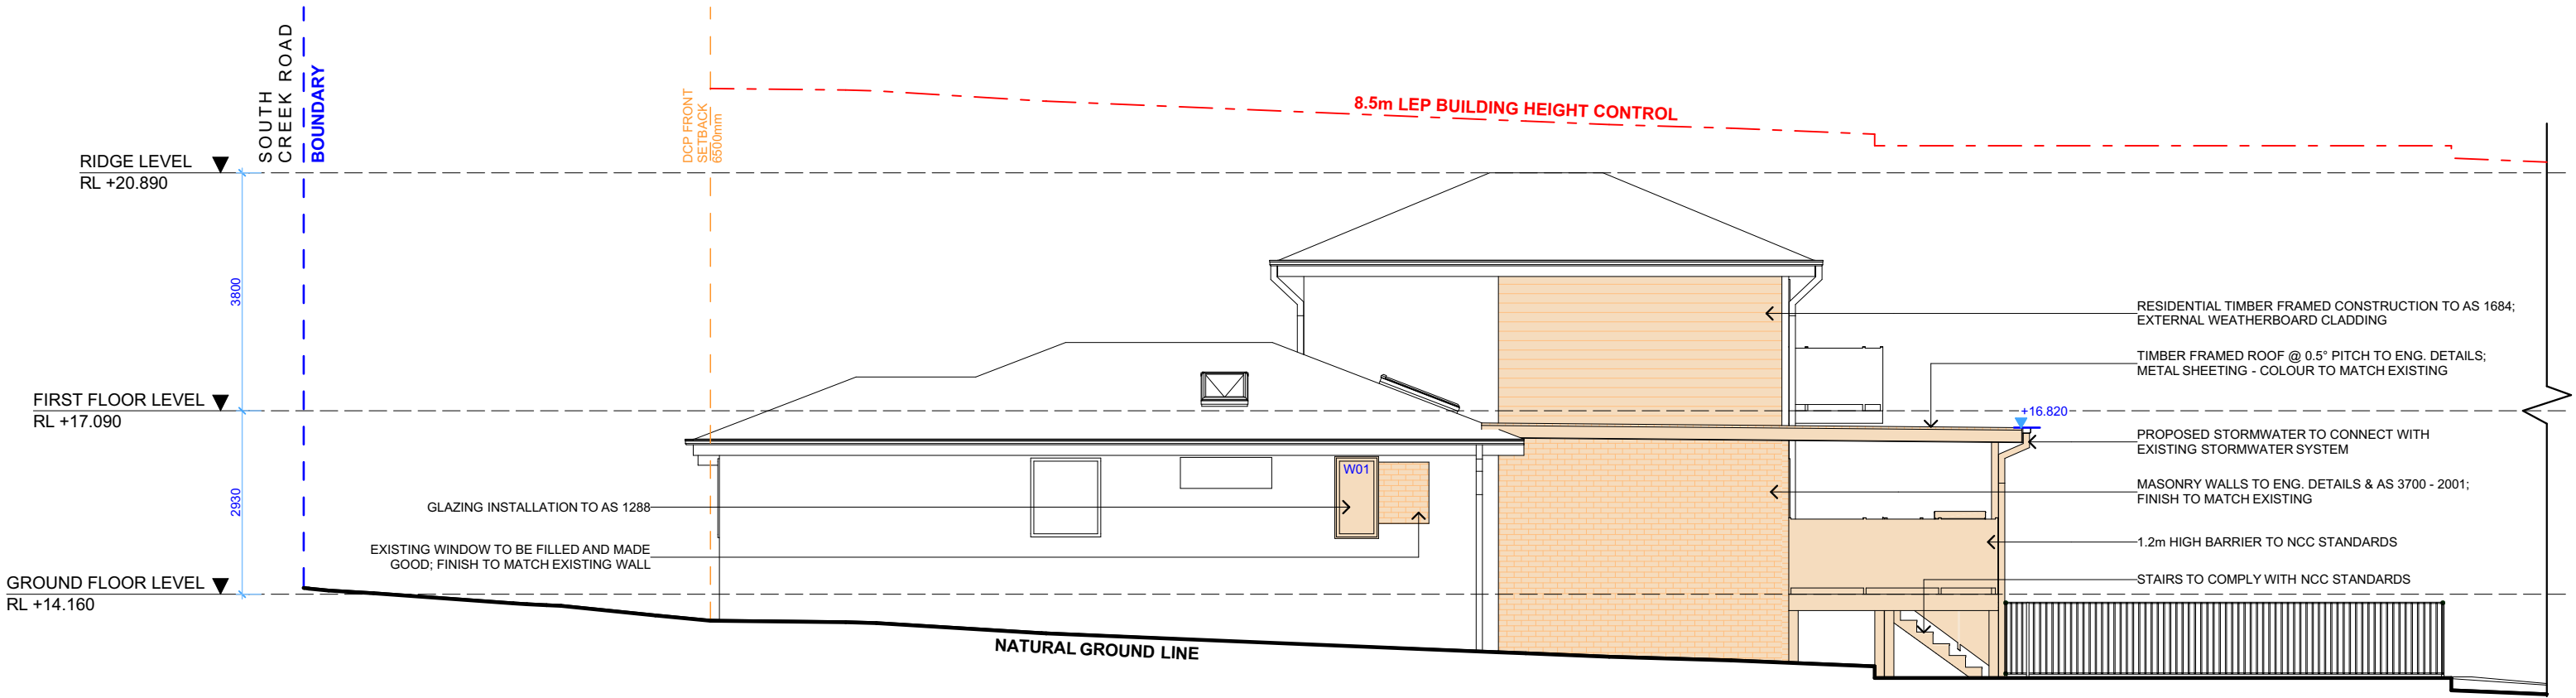 SOUTH
CREEK ROAD
BOUNDARY
DCP FRONT
SETBACK
6500mm
8.5m LEP BUILDING HEIGHT CONTROL
RIDGE LEVEL
RL +20.890
3800
FIRST FLOOR LEVEL
RL +17.090
2930
GROUND FLOOR LEVEL
RL +14.160
GLAZING INSTALLATION TO AS 1288
EXISTING WINDOW TO BE FILLED AND MADE
GOOD; FINISH TO MATCH EXISTING WALL
W01
NATURAL GROUND LINE
+16.820
RESIDENTIAL TIMBER FRAMED CONSTRUCTION TO AS 1684;
EXTERNAL WEATHERBOARD CLADDING
TIMBER FRAMED ROOF @ 0.5° PITCH TO ENG. DETAILS;
METAL SHEETING - COLOUR TO MATCH EXISTING
PROPOSED STORMWATER TO CONNECT WITH
EXISTING STORMWATER SYSTEM
MASONRY WALLS TO ENG. DETAILS & AS 3700 - 2001;
FINISH TO MATCH EXISTING
1.2m HIGH BARRIER TO NCC STANDARDS
STAIRS TO COMPLY WITH NCC STANDARDS